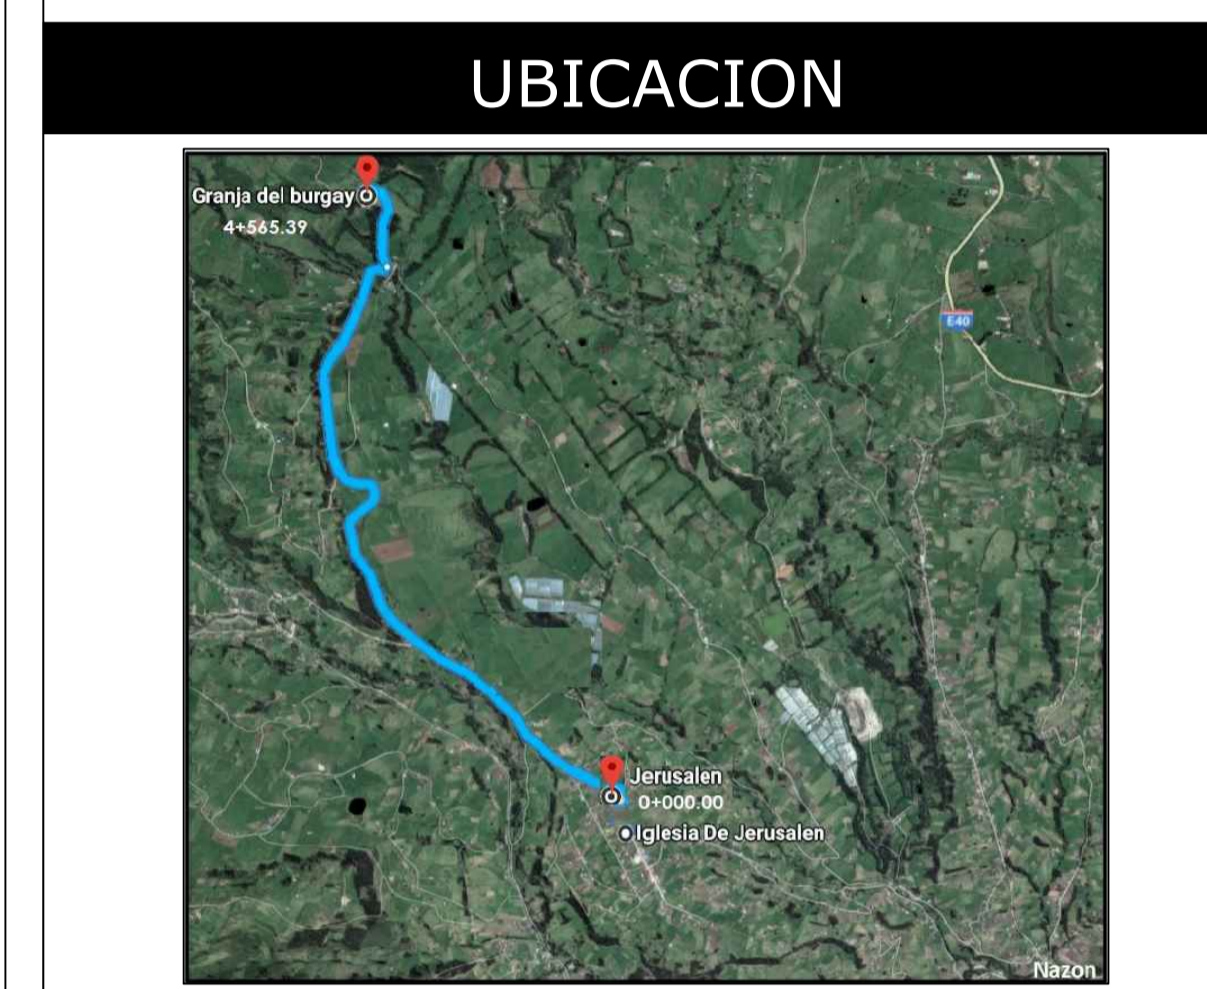 UBICACION
Granja del burgay
4+565.39
E40
Jerusalen
0+000.00
Iglesia De Jerusalen
Nazon